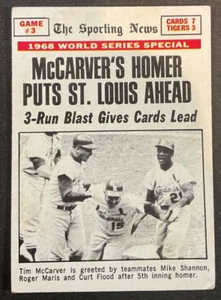 GAME #3
The Sporting News
CARDS 7
TIGERS 3
1968 WORLD SERIES SPECIAL
McCARVER'S HOMER
PUTS ST. LOUIS AHEAD
3-Run Blast Gives Cards Lead
Cardinals
15
Tim McCarver is greeted by teammates Mike Shannon,
Roger Maris and Curt Flood after 5th inning homer.